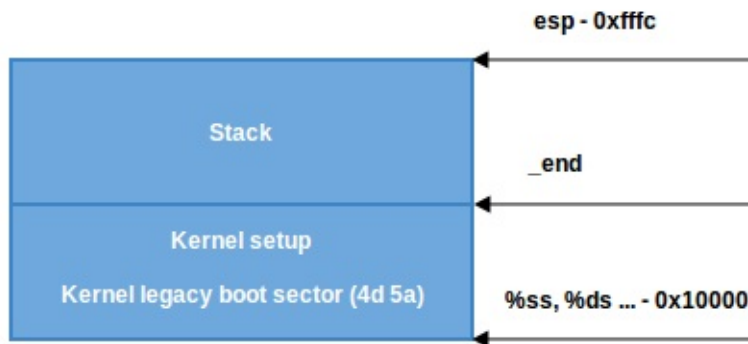 esp - 0xfffc
Stack
_end
Kernel setup
Kernel legacy boot sector (4d 5a)
%ss, %ds ... - 0x10000